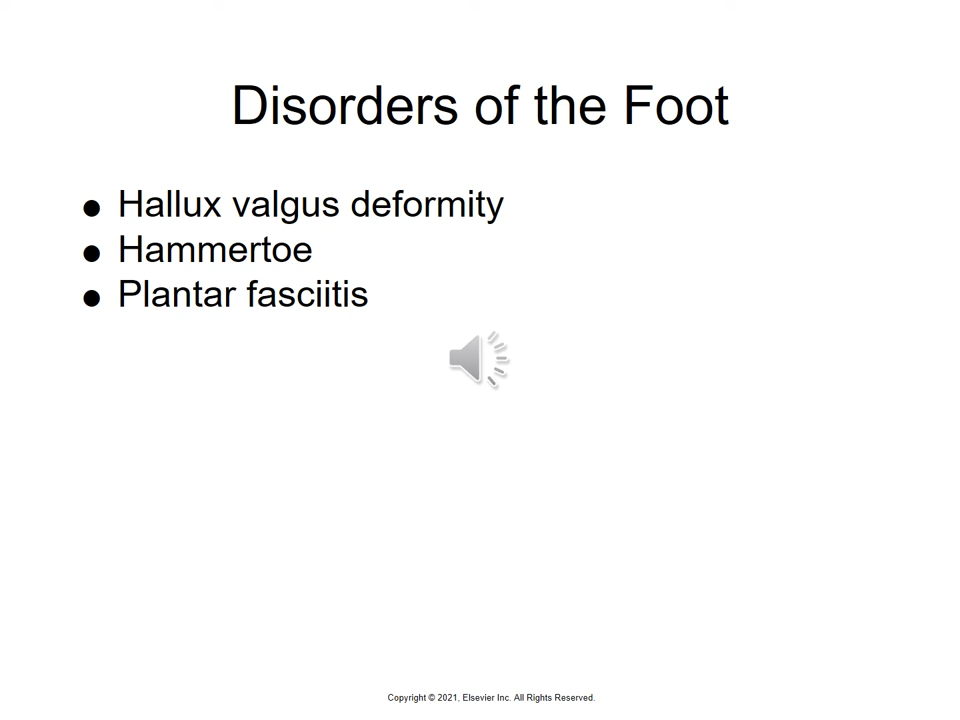 Disorders of the Foot
● Hallux valgus deformity
● Hammertoe
● Plantar fasciitis
Copyright © 2021, Elsevier Inc. All Rights Reserved.